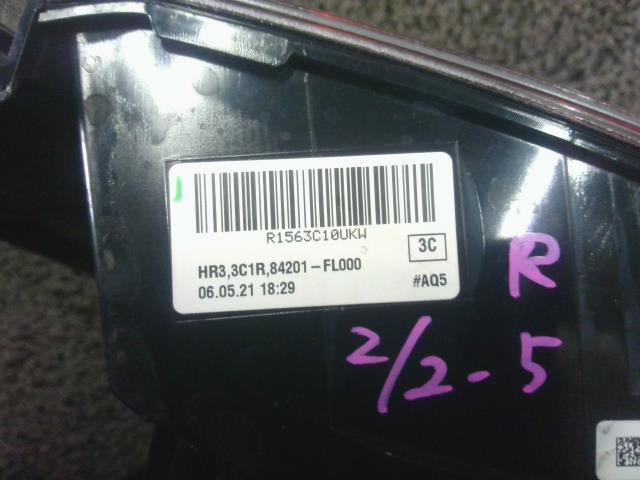 R1563C10UKW
3C
HR3,3C1R,84201-FL000
06.05.21 18:29
#AQ5
R
2/2-5